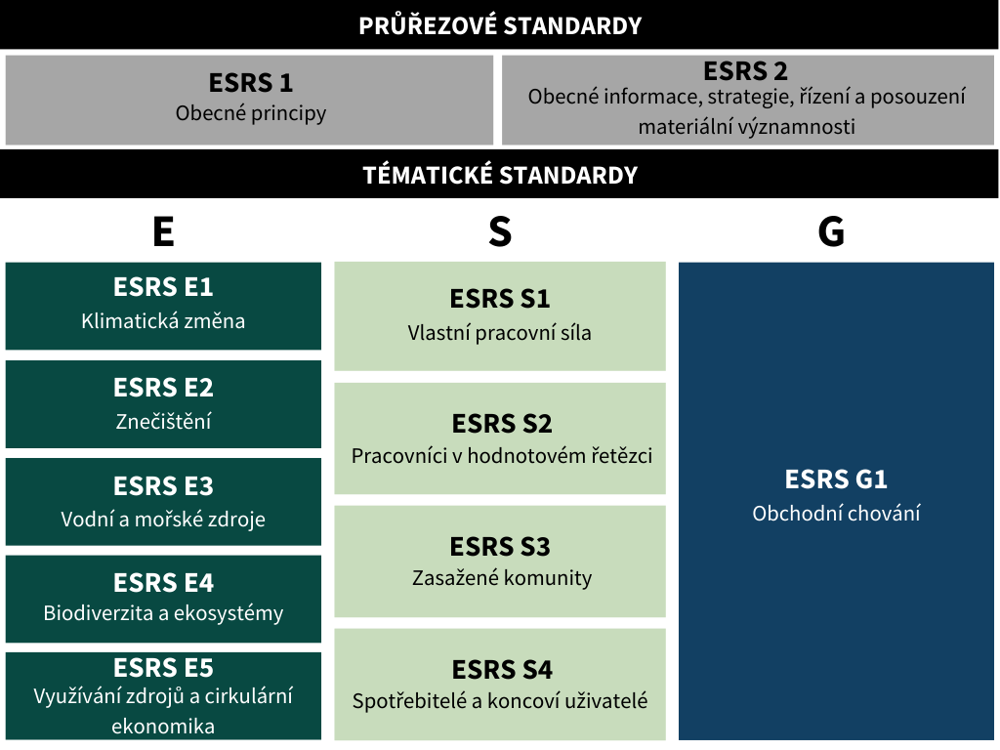 PRŮŘEZOVÉ STANDARDY
ESRS 1
Obecné principy
ESRS 2
Obecné informace, strategie, řízení a posouzení
materiální významnosti
TÉMATICKÉ STANDARDY
E
S
G
ESRS E1
Klimatická změna
ESRS E2
Znečištění
ESRS E3
Vodní a mořské zdroje
ESRS E4
Biodiverzita a ekosystémy
ESRS E5
Využívání zdrojů a cirkulární
ekonomika
ESRS S1
Vlastní pracovní síla
ESRS S2
Pracovníci v hodnotovém řetězci
ESRS S3
Zasažené komunity
ESRS S4
Spotřebitelé a koncoví uživatelé
ESRS G1
Obchodní chování